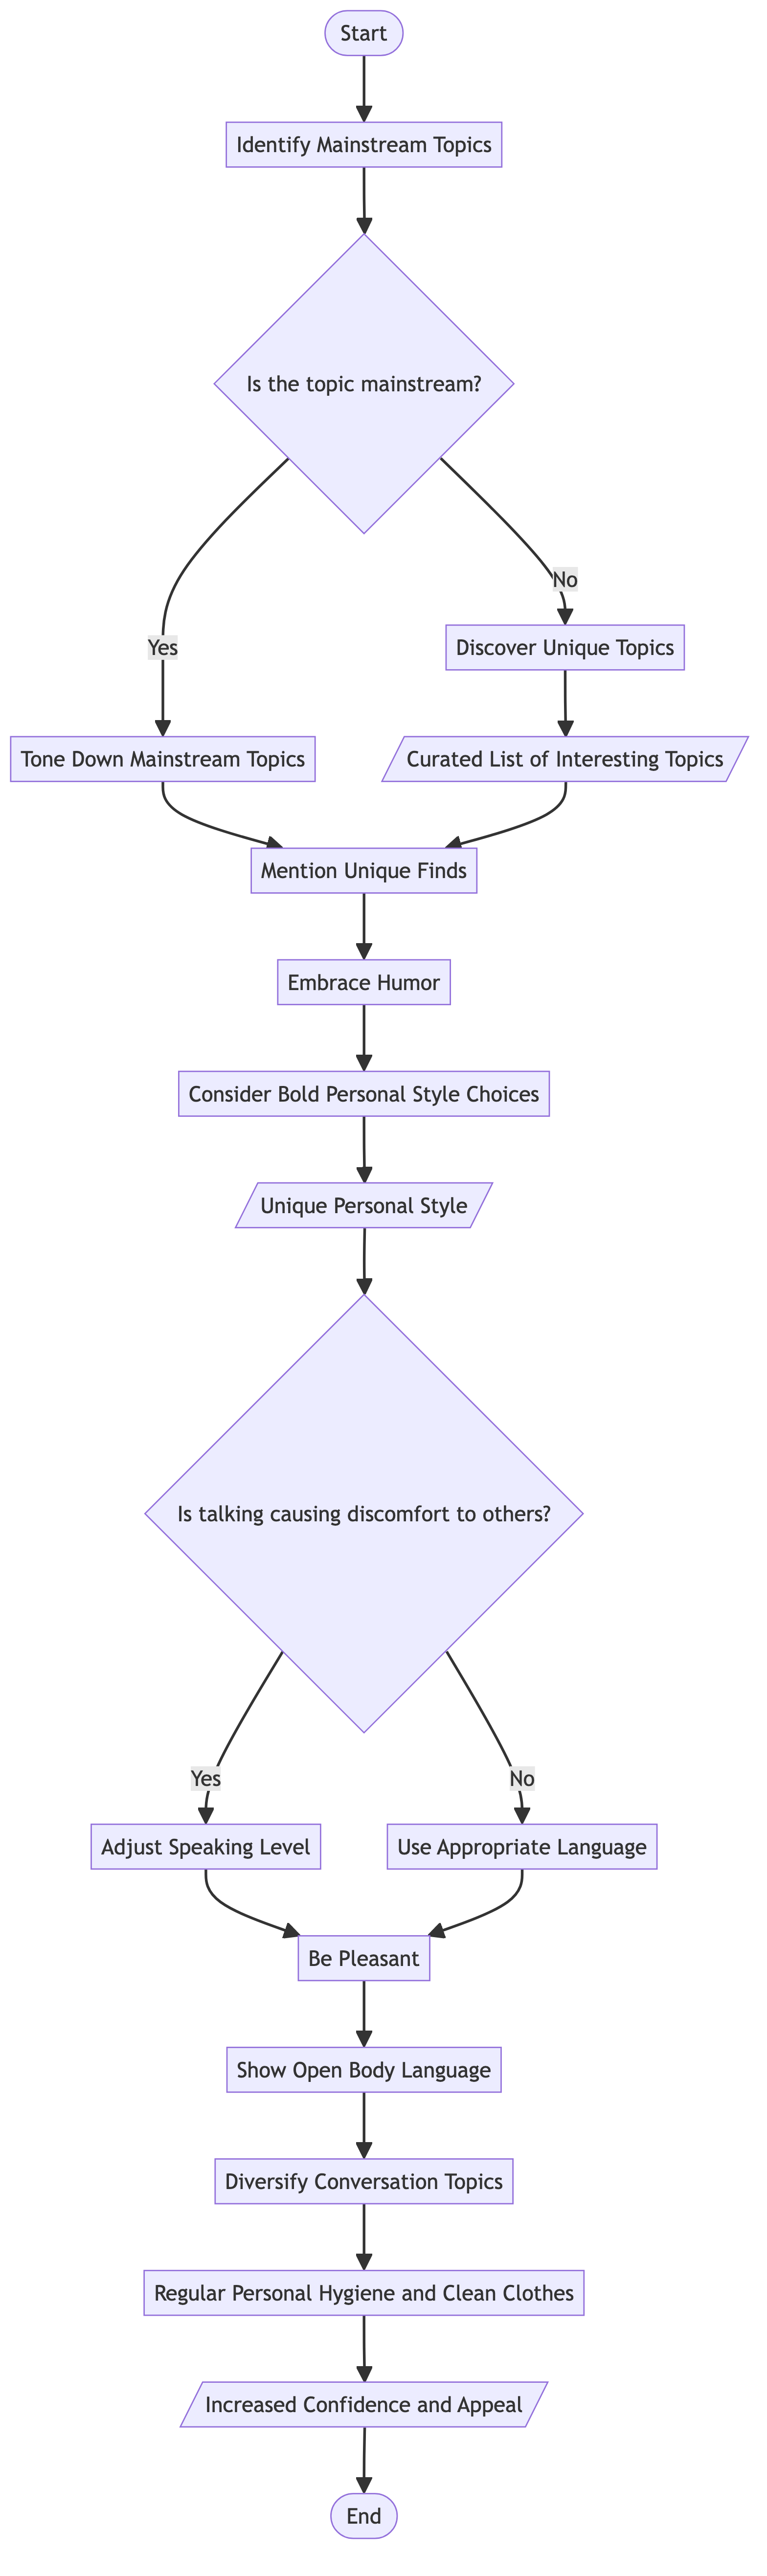 Start
Identify Mainstream Topics
Is the topic mainstream?
No
Yes
Discover Unique Topics
Tone Down Mainstream Topics
Curated List of Interesting Topics
Mention Unique Finds
Embrace Humor
Consider Bold Personal Style Choices
Unique Personal Style
Is talking causing discomfort to others?
Yes
No
Adjust Speaking Level
Use Appropriate Language
Be Pleasant
Show Open Body Language
Diversify Conversation Topics
Regular Personal Hygiene and Clean Clothes
Increased Confidence and Appeal
End